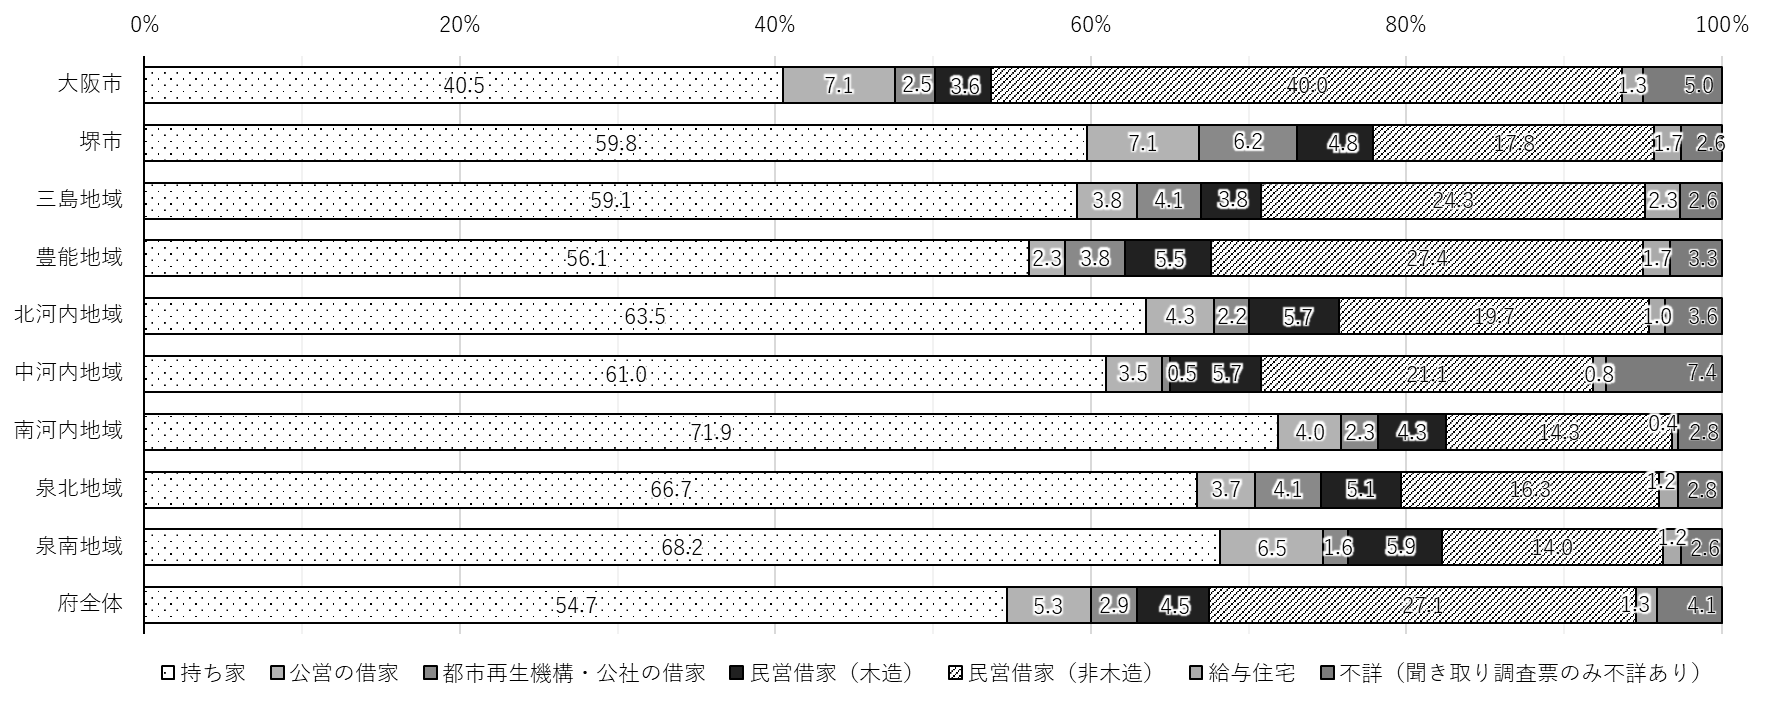 0% 20% 40% 60% 80% 100%
大阪市 40.5 7.1 2.5 3.6 40.0 1.3 5.0
堺市 59.8 7.1 6.2 4.8 17.8 1.7 2.6
三島地域 59.1 3.8 4.1 3.8 24.3 2.3 2.6
豊能地域 56.1 2.3 3.8 5.5 27.4 1.7 3.3
北河内地域 63.5 4.3 2.2 5.7 19.7 1.0 3.6
中河内地域 61.0 3.5 0.5 5.7 21.1 0.8 7.4
南河内地域 71.9 4.0 2.3 4.3 14.3 0.4 2.8
泉北地域 66.7 3.7 4.1 5.1 16.3 1.2 2.8
泉南地域 68.2 6.5 1.6 5.9 14.0 1.2 2.6
府全体 54.7 5.3 2.9 4.5 27.1 1.3 4.1
持ち家 公営の借家 都市再生機構・公社の借家 民営借家（木造） 民営借家（非木造） 給与住宅 不詳（聞き取り調査票のみ不詳あり）